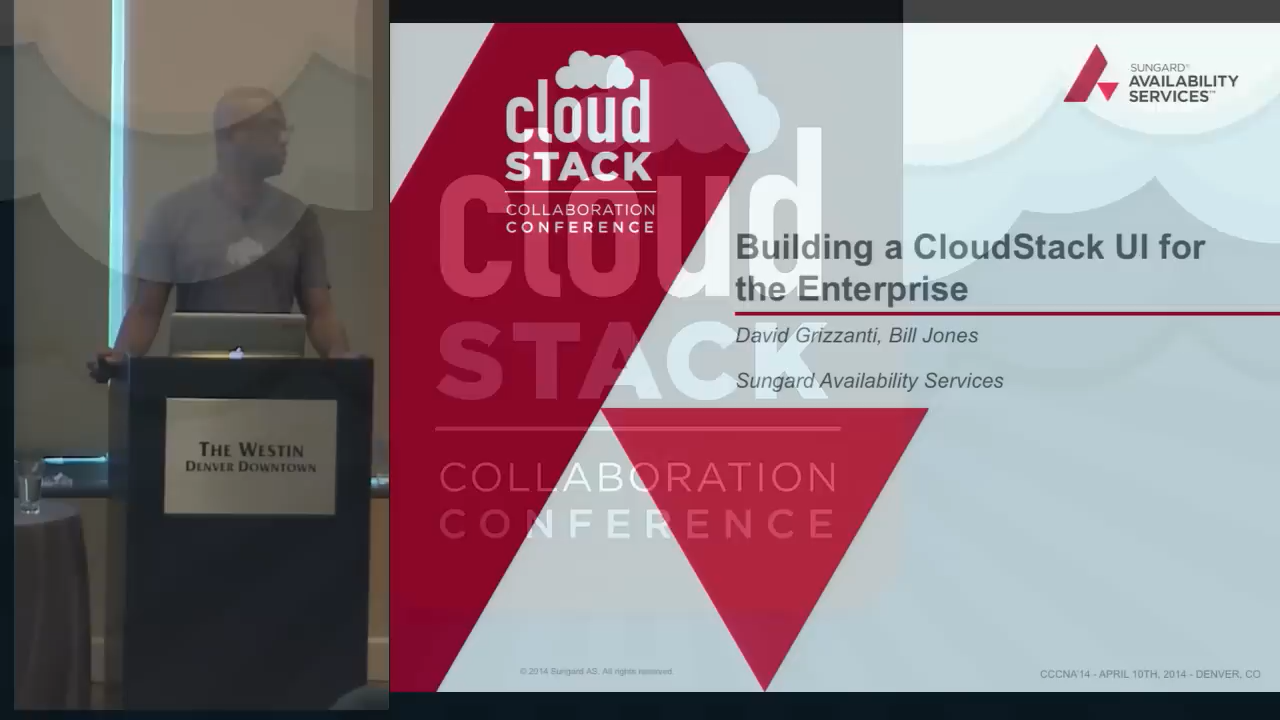 cloud
STACK
COLLABORATION
CONFERENCE
SUNGARD®
AVAILABILITY
SERVICES™
cloud
STACK
COLLABORATION
CONFERENCE
Building a CloudStack UI for
the Enterprise
David Grizzanti, Bill Jones
Sungard Availability Services
THE WESTIN
DENVER DOWNTOWN
© 2014 Sungard AS. All rights reserved.
CCCNA'14 - APRIL 10TH, 2014 - DENVER, CO